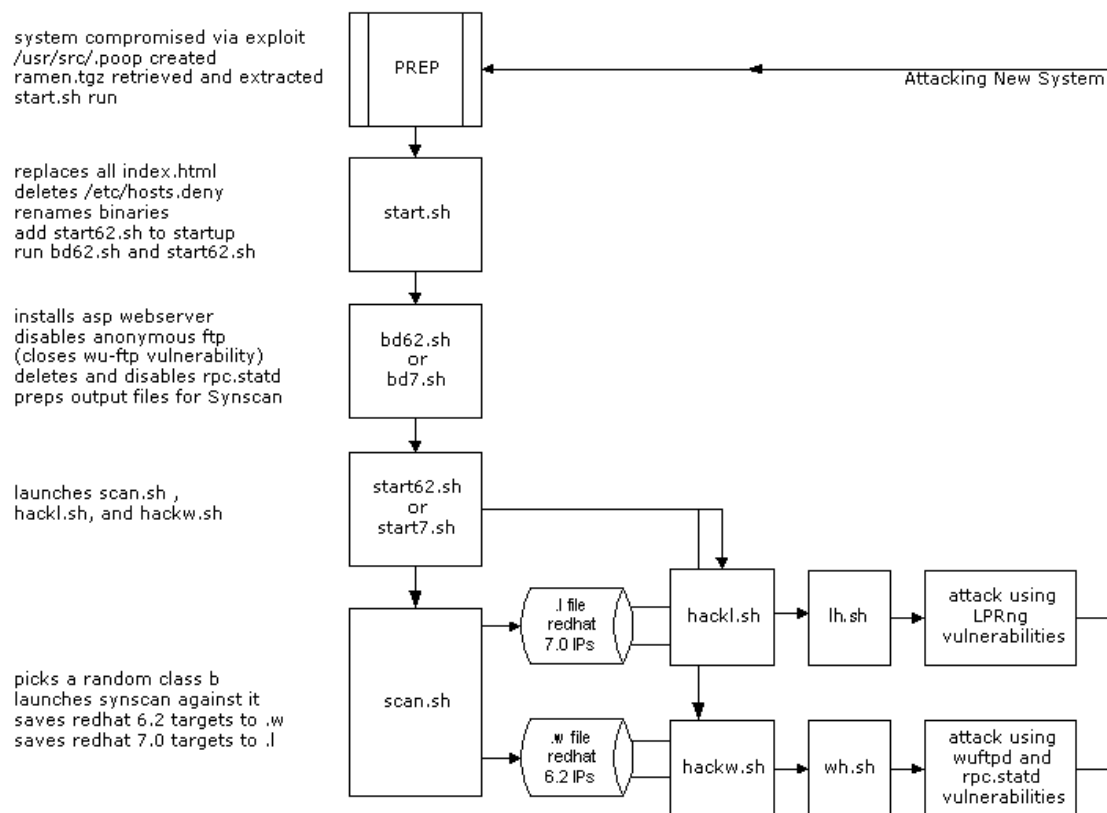 system compromised via exploit
/usr/src/.poop created
ramen.tgz retrieved and extracted
start.sh run
PREP
Attacking New System
replaces all index.html
deletes /etc/hosts.deny
renames binaries
add start62.sh to startup
run bd62.sh and start62.sh
start.sh
installs asp webserver
disables anonymous ftp
(closes wu-ftp vulnerability)
deletes and disables rpc.statd
preps output files for Synscan
bd62.sh
or
bd7.sh
launches scan.sh ,
hackl.sh, and hackw.sh
start62.sh
or
start7.sh
picks a random class b
launches synscan against it
saves redhat 6.2 targets to .w
saves redhat 7.0 targets to .l
scan.sh
.l file
redhat
7.0 IPs
hackl.sh
lh.sh
attack using
LPRng
vulnerabilities
.w file
redhat
6.2 IPs
hackw.sh
wh.sh
attack using
wuftpd and
rpc.statd
vulnerabilities